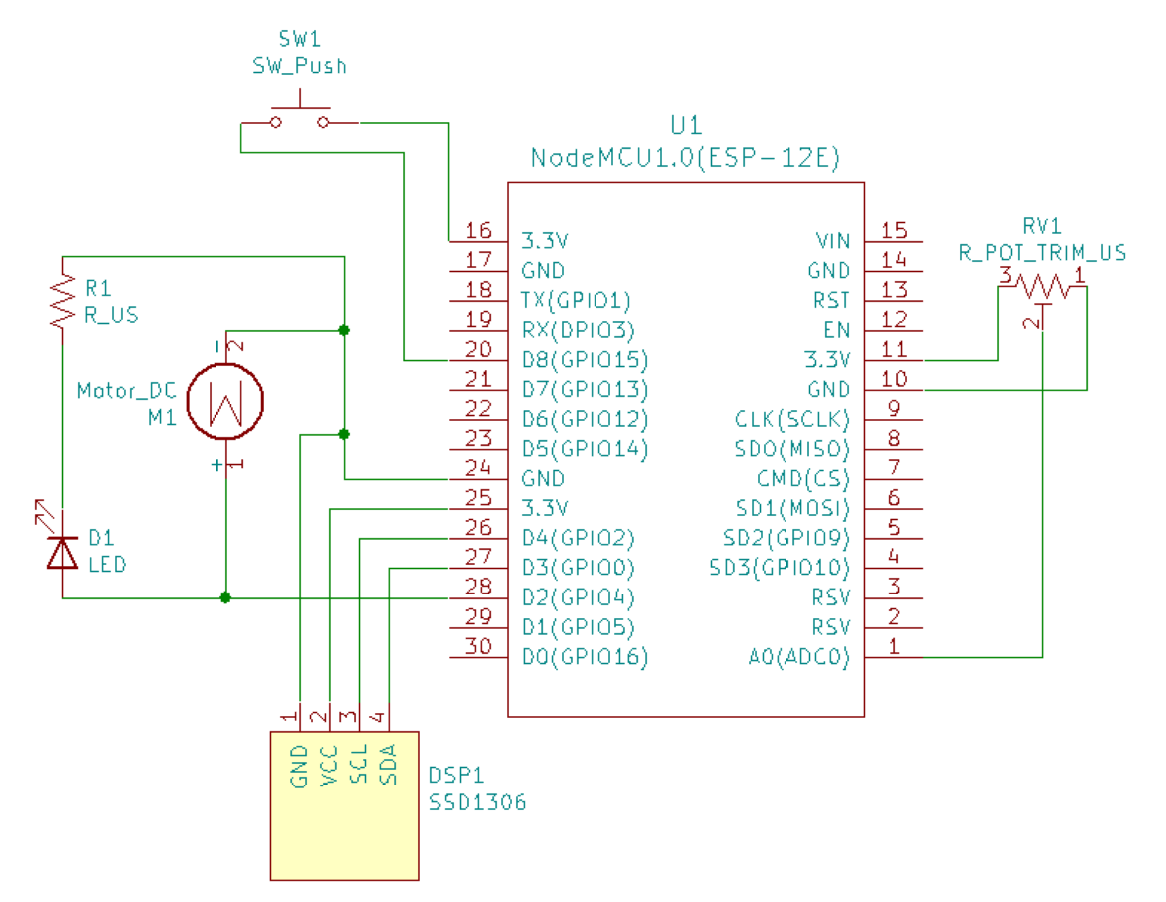 SW1
SW_Push
U1
NodeMCU1.0(ESP-12E)
16 3.3V VIN 15
17 GND GND 14
18 TX(GPIO1) RST 13
19 RX(DPIO3) EN 12
20 D8(GPIO15) 3.3V 11
21 D7(GPIO13) GND 10
22 D6(GPIO12) CLK(SCLK) 9
23 D5(GPIO14) SDO(MISO) 8
24 GND CMD(CS) 7
25 3.3V SD1(MOSI) 6
26 D4(GPIO2) SD2(GPIO9) 5
27 D3(GPIO0) SD3(GPIO10) 4
28 D2(GPIO4) RSV 3
29 D1(GPIO5) RSV 2
30 D0(GPIO16) A0(ADC0) 1
RV1
R_POT_TRIM_US
3 1
2
R1
R_US
- 2
Motor_DC
M1
M
+ 1
D1
LED
1 2 3 4
GND VCC SCL SDA
DSP1
SSD1306